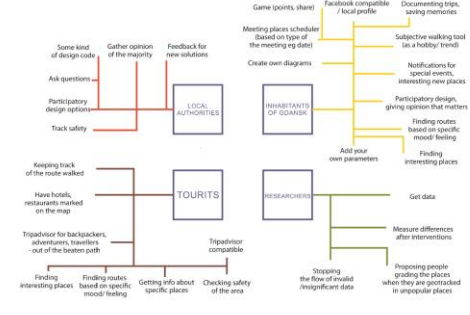 Game (points, share)
Facebook compatible
/ local profile
Documenting trips,
saving memories
Meeting places scheduler
(based on type of
the meeting eg date)
Subjective walking tool
(as a hobby/ trend)
Create own diagrams
Notifications for
special events,
interesting new places
Participatory design,
giving opinion that matters
Finding routes
based on specific
mood/ feeling
Finding
interesting places
Add your
own parameters
INHABITANTS
OF GDAŃSK
Some kind
of design code
Gather opinion
of the majority
Feedback for
new solutions
Ask questions
Participatory
design options
Track safety
LOCAL
AUTHORITIES
Keeping track
of the route walked
Have hotels,
restaurants marked
on the map
Tripadvisor for backpackers,
adventurers, travellers
- out of the beaten path
Tripadvisor
compatible
Finding
interesting places
Finding routes
based on specific
mood/ feeling
Getting info about
specific places
Checking safety
of the area
TOURITS
RESEARCHERS
Get data
Measure differences
after interventions
Stopping
the flow of invalid
/insignificant data
Proposing people
grading the places
when they are geotracked
in unpopular places